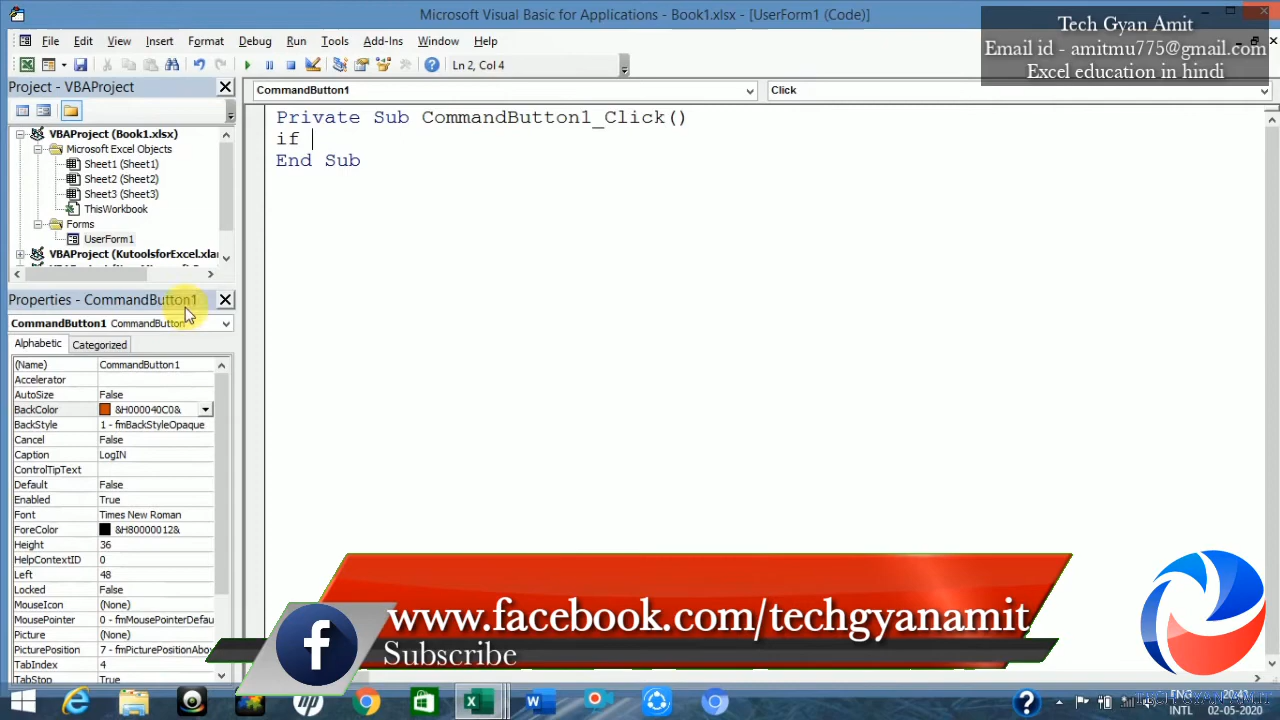 Microsoft Visual Basic for Applications - Book1.xlsx - [UserForm1 (Code)]
Tech Gyan Amit
Email id - amitmu775@gmail.com
Excel education in hindi
File Edit View Insert Format Debug Run Tools Add-Ins Window Help
Ln 2, Col 4
Project - VBAProject
CommandButton1 Click
VBAProject (Book1.xlsx)
Microsoft Excel Objects
Sheet1 (Sheet1)
Sheet2 (Sheet2)
Sheet3 (Sheet3)
ThisWorkbook
Forms
UserForm1
VBAProject (KutoolsforExcel.xlar
Private Sub CommandButton1_Click()
if
End Sub
Properties - CommandButton1
CommandButton1 CommandButton
Alphabetic Categorized
(Name) CommandButton1
Accelerator
AutoSize False
BackColor &H000040C0&
BackStyle 1 - fmBackStyleOpaque
Cancel False
Caption LogIN
ControlTipText
Default False
Enabled True
Font Times New Roman
ForeColor &H80000012&
Height 36
HelpContextID 0
Left 48
Locked False
MouseIcon (None)
MousePointer 0 - fmMousePointerDefau
Picture (None)
PicturePosition 7 - fmPicturePositionAbov
TabIndex 4
TabStop True
www.facebook.com/techgyanamit
Subscribe
ENG 20:42
INTL 02-05-2020